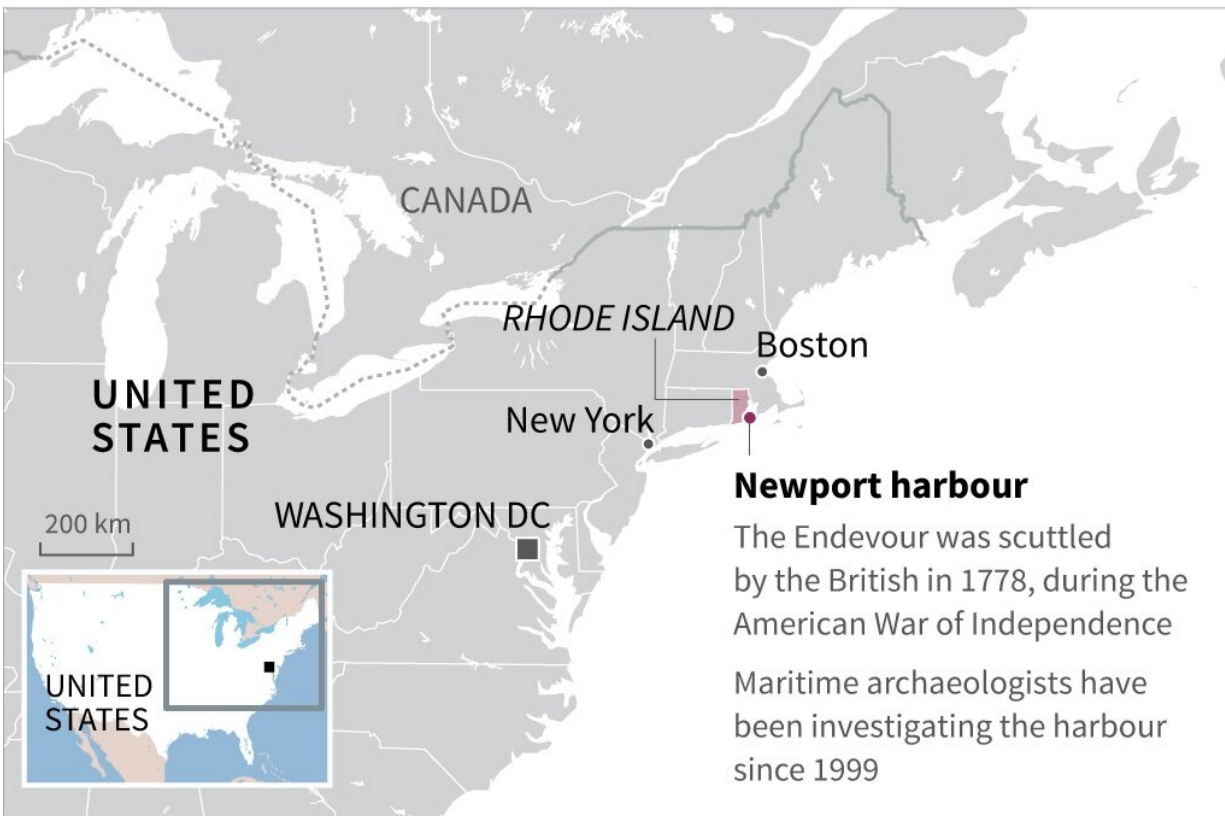 CANADA
RHODE ISLAND
Boston
UNITED
STATES
New York
Newport harbour
WASHINGTON DC
The Endevour was scuttled
by the British in 1778, during the
American War of Independence
Maritime archaeologists have
been investigating the harbour
since 1999
200 km
UNITED
STATES